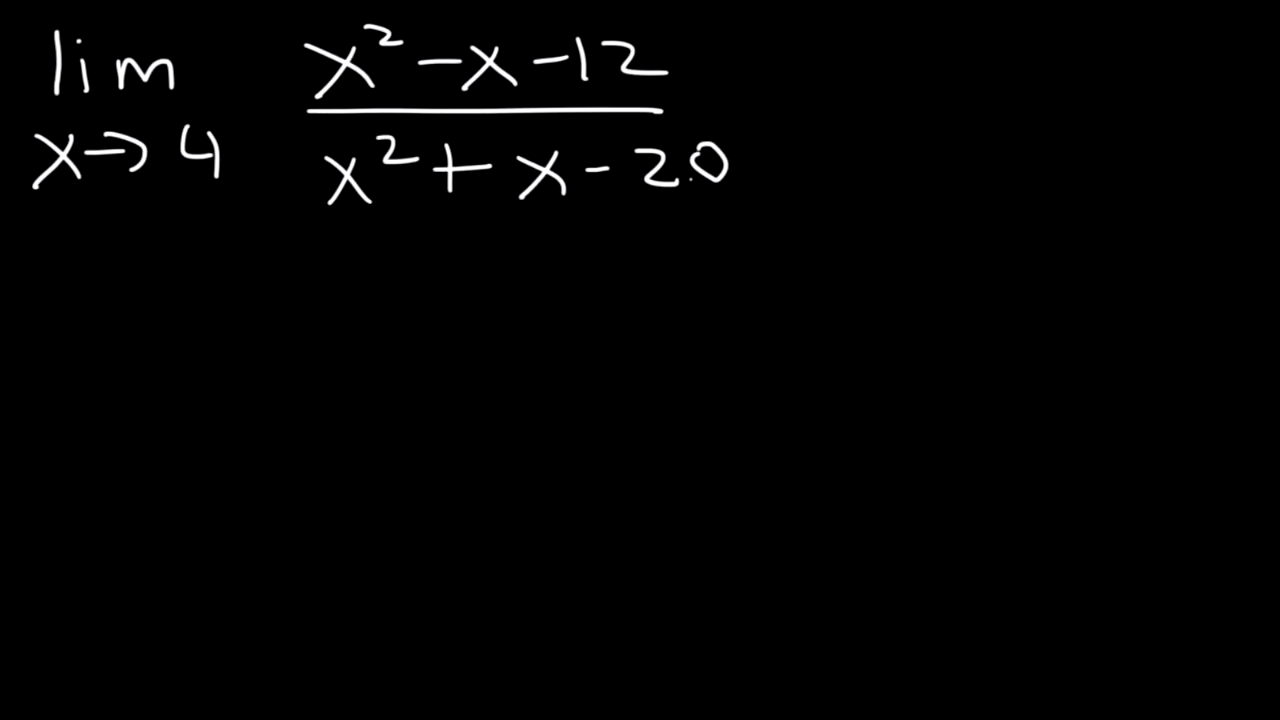 lim x² - x - 12
x → 4 x² + x - 20